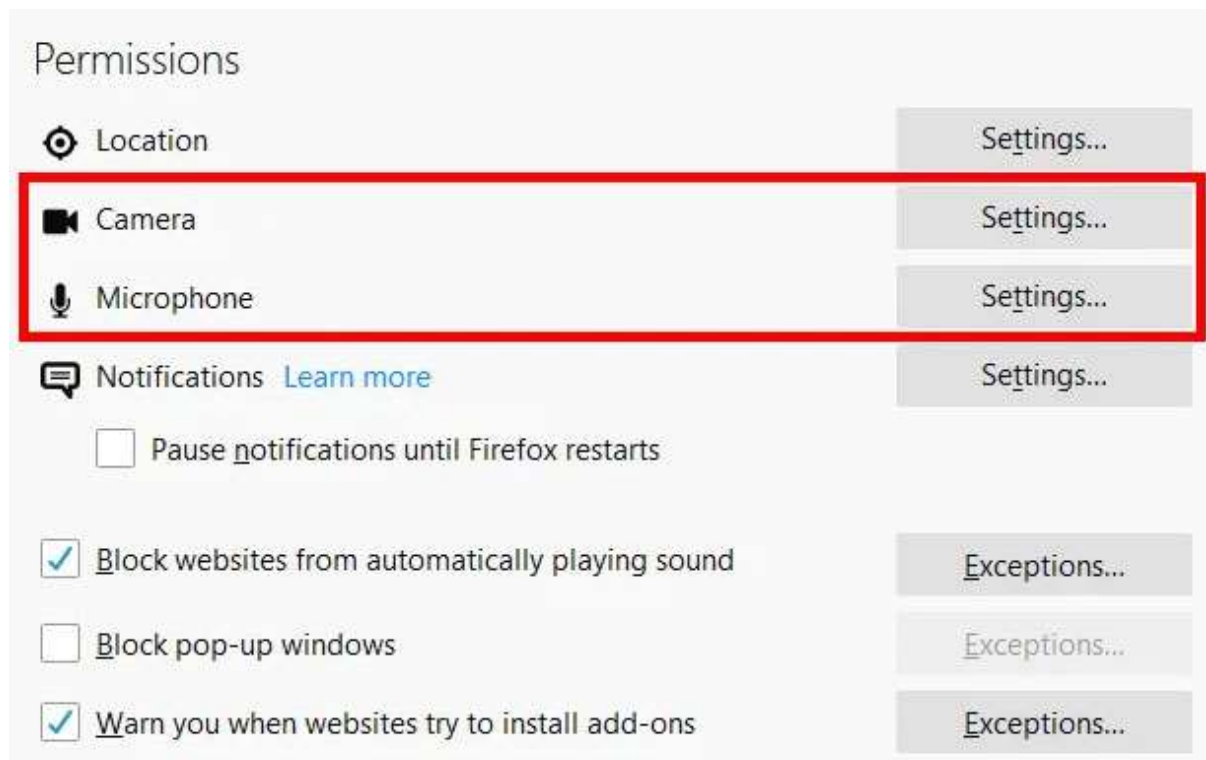 Permissions
Location Settings...
Camera Settings...
Microphone Settings...
Notifications Learn more Settings...
Pause notifications until Firefox restarts
Block websites from automatically playing sound Exceptions...
Block pop-up windows Exceptions...
Warn you when websites try to install add-ons Exceptions...